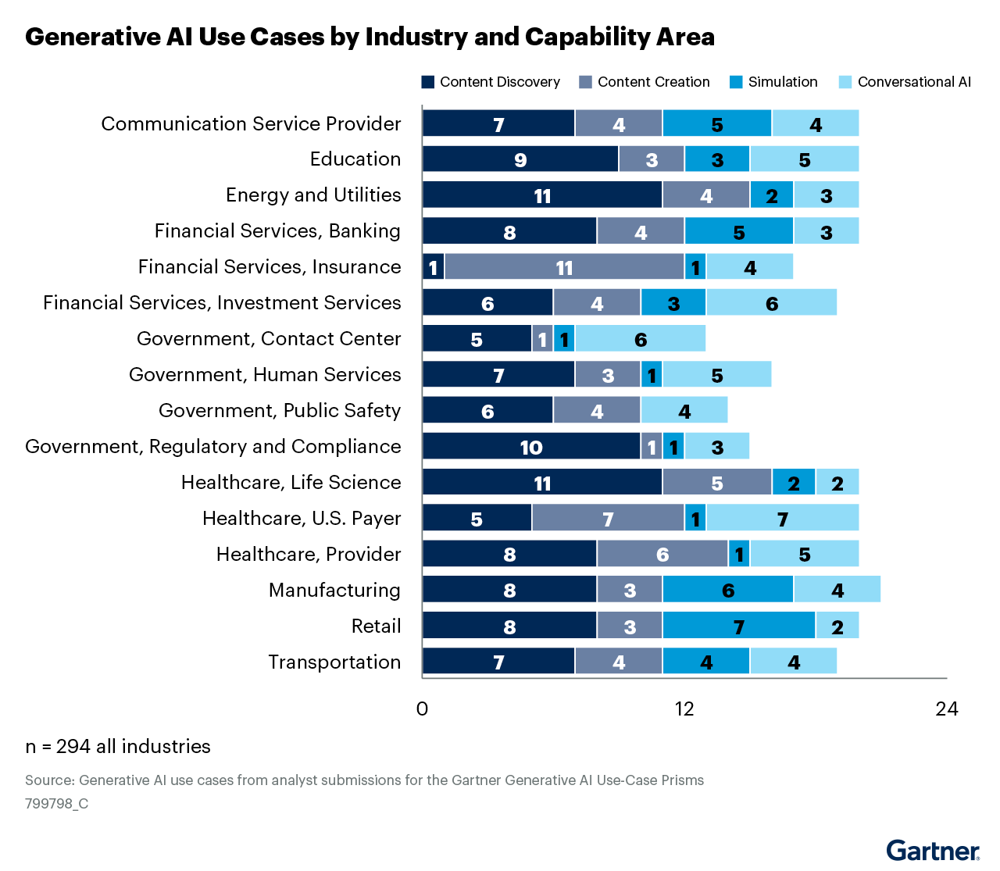 Generative AI Use Cases by Industry and Capability Area
Content Discovery Content Creation Simulation Conversational AI
Communication Service Provider 7 4 5 4
Education 9 3 3 5
Energy and Utilities 11 4 2 3
Financial Services, Banking 8 4 5 3
Financial Services, Insurance 1 11 1 4
Financial Services, Investment Services 6 4 3 6
Government, Contact Center 5 1 1 6
Government, Human Services 7 3 1 5
Government, Public Safety 6 4 4
Government, Regulatory and Compliance 10 1 1 3
Healthcare, Life Science 11 5 2 2
Healthcare, U.S. Payer 5 7 1 7
Healthcare, Provider 8 6 1 5
Manufacturing 8 3 6 4
Retail 8 3 7 2
Transportation 7 4 4 4
0 12 24
n = 294 all industries
Source: Generative AI use cases from analyst submissions for the Gartner Generative AI Use-Case Prisms
799798_C
Gartner®